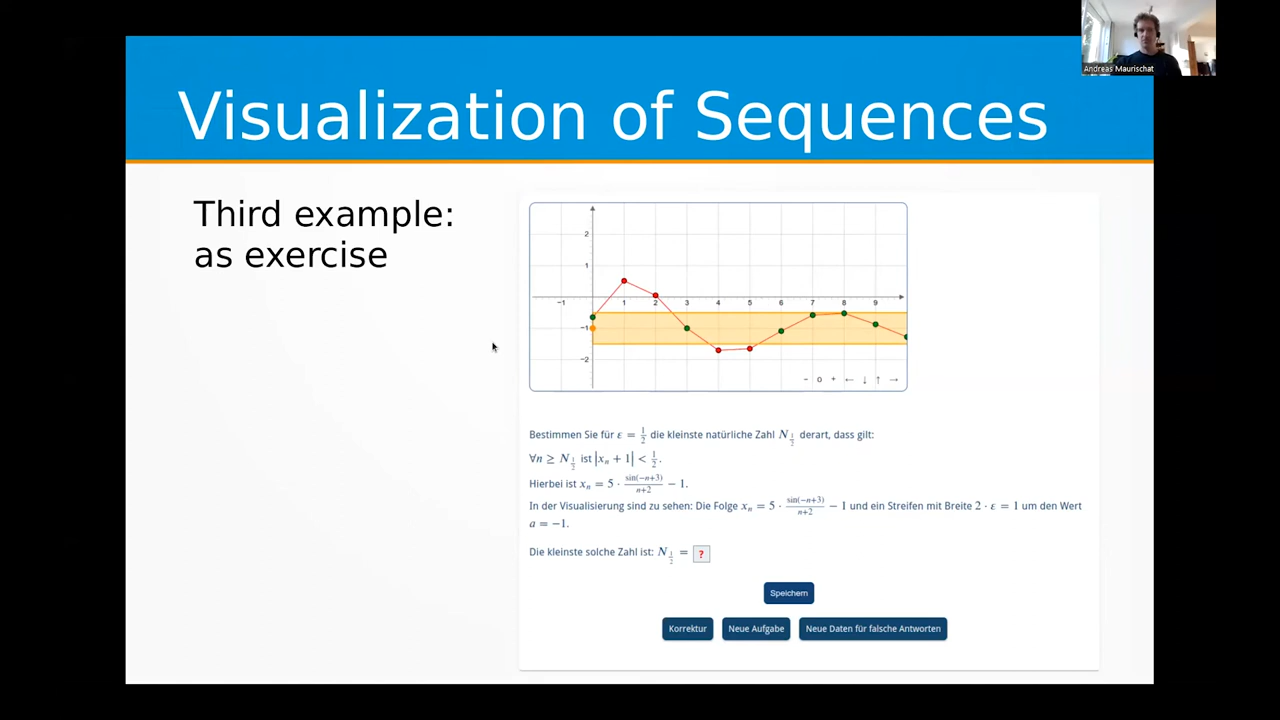 Andreas Maurischat
Visualization of Sequences
Third example:
as exercise
2
1
−1 1 2 3 4 5 6 7 8 9
−1
−2
− o + ← ↓ ↑ →
Bestimmen Sie für ε = 1/2 die kleinste natürliche Zahl N_{1/2} derart, dass gilt:
∀n ≥ N_{1/2} ist |x_n + 1| < 1/2.
Hierbei ist x_n = 5 · sin(−n+3)/(n+2) − 1.
In der Visualisierung sind zu sehen: Die Folge x_n = 5 · sin(−n+3)/(n+2) − 1 und ein Streifen mit Breite 2 · ε = 1 um den Wert
a = −1.
Die kleinste solche Zahl ist: N_{1/2} = ?
Speichern
Korrektur Neue Aufgabe Neue Daten für falsche Antworten